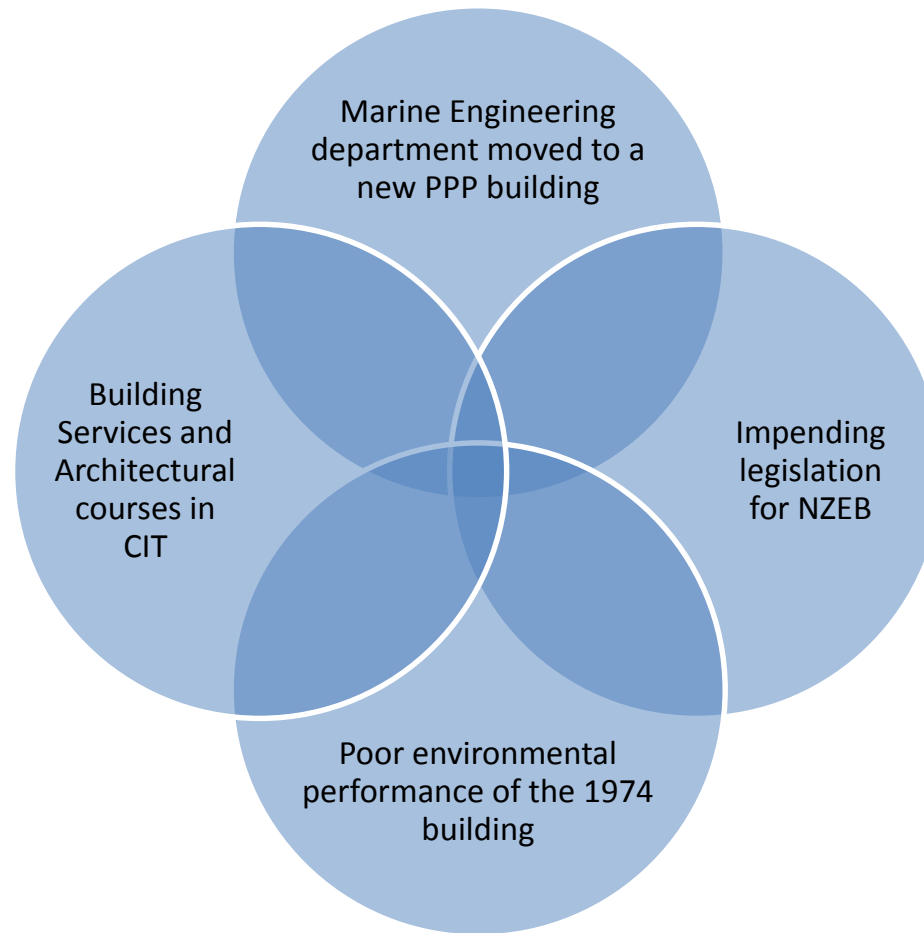 Marine Engineering
department moved to a
new PPP building
Building
Services and
Architectural
courses in
CIT
Impending
legislation
for NZEB
Poor environmental
performance of the 1974
building